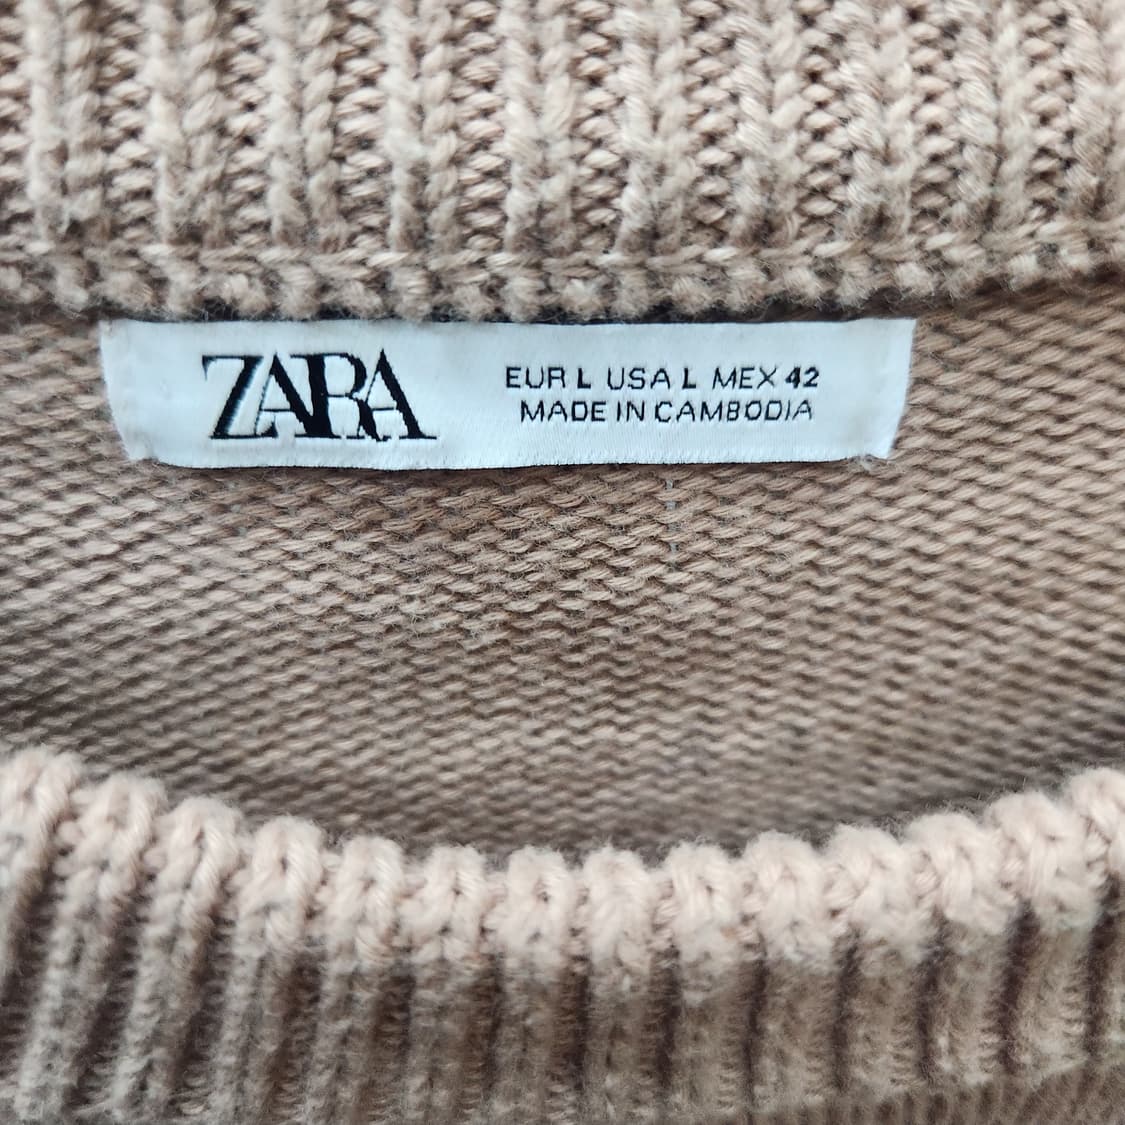 ZARA
EUR L USA L MEX 42
MADE IN CAMBODIA